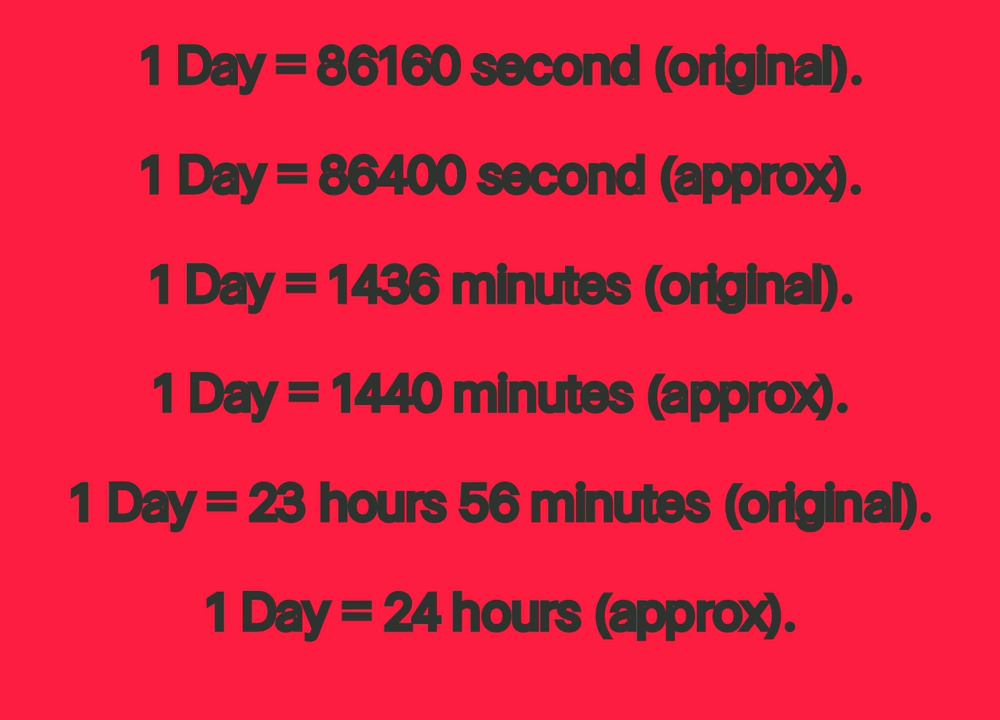 1 Day = 86160 second (original).
1 Day = 86400 second (approx).
1 Day = 1436 minutes (original).
1 Day = 1440 minutes (approx).
1 Day = 23 hours 56 minutes (original).
1 Day = 24 hours (approx).